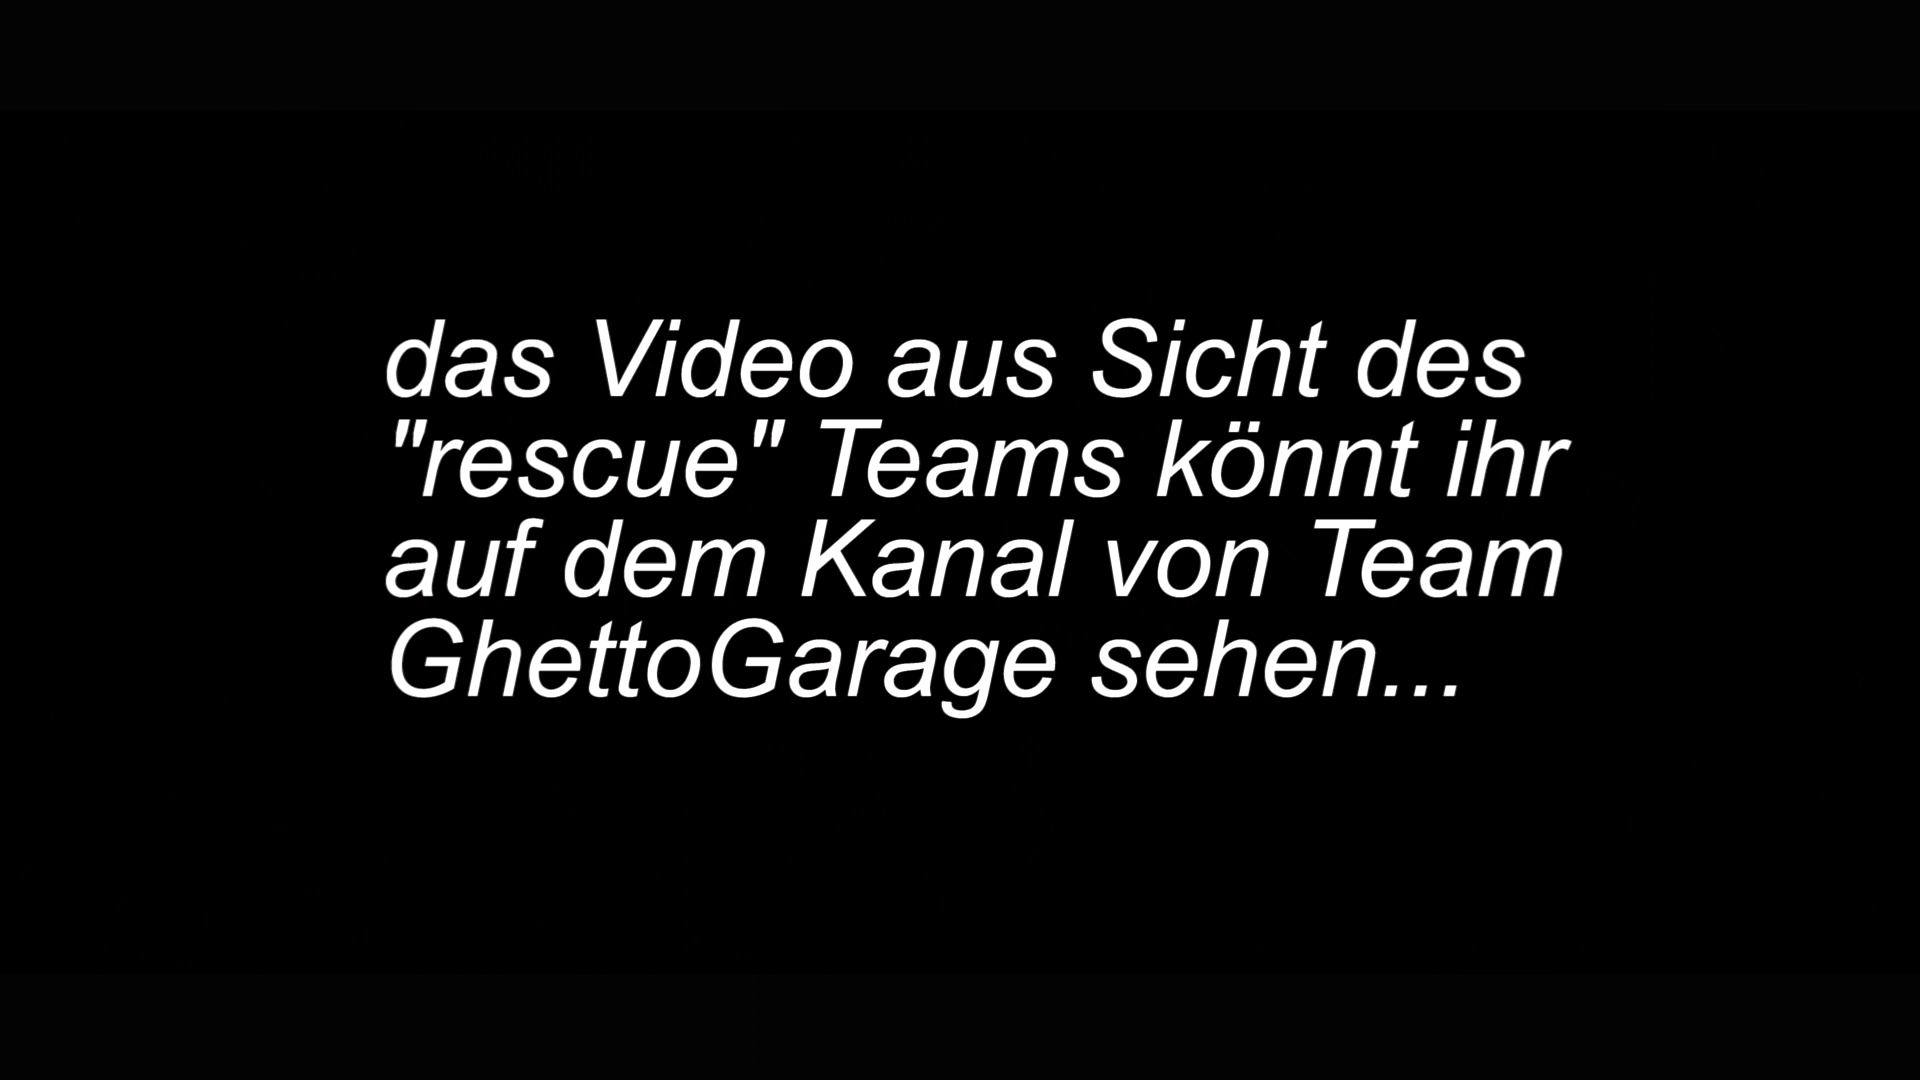 das Video aus Sicht des
"rescue" Teams könnt ihr
auf dem Kanal von Team
GhettoGarage sehen...